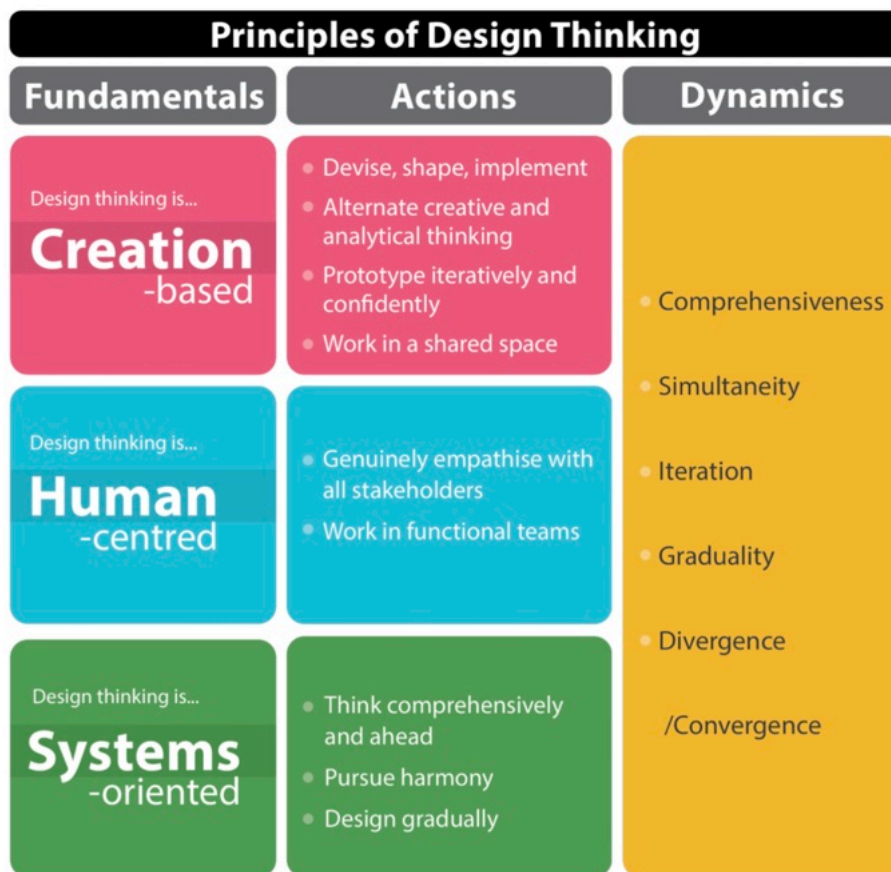 Principles of Design Thinking
Fundamentals
Actions
Dynamics
Design thinking is...
Creation
-based
Devise, shape, implement
Alternate creative and
analytical thinking
Prototype iteratively and
confidently
Work in a shared space
Design thinking is...
Human
-centred
Genuinely empathise with
all stakeholders
Work in functional teams
Design thinking is...
Systems
-oriented
Think comprehensively
and ahead
Pursue harmony
Design gradually
Comprehensiveness
Simultaneity
Iteration
Graduality
Divergence
/Convergence